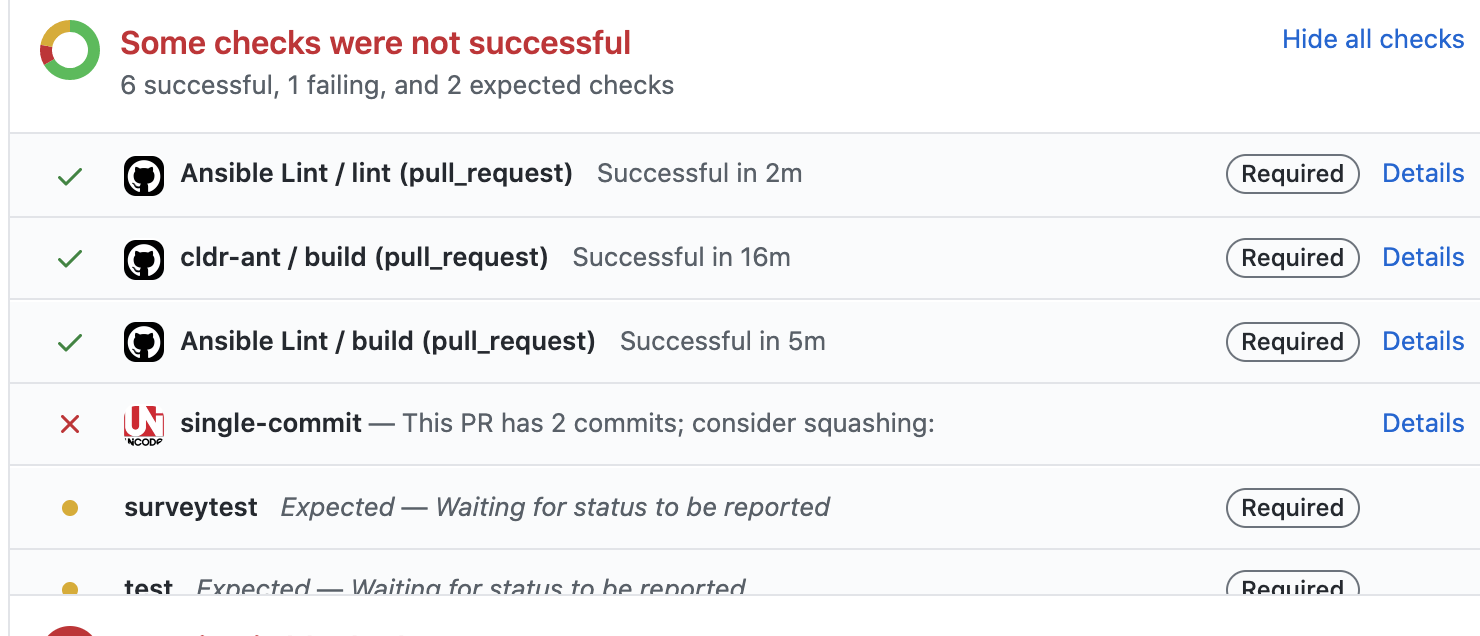 Some checks were not successful
Hide all checks
6 successful, 1 failing, and 2 expected checks
Ansible Lint / lint (pull_request) Successful in 2m Required Details
cldr-ant / build (pull_request) Successful in 16m Required Details
Ansible Lint / build (pull_request) Successful in 5m Required Details
UNICODE single-commit — This PR has 2 commits; consider squashing: Details
surveytest Expected — Waiting for status to be reported Required
test Expected — Waiting for status to be reported Required